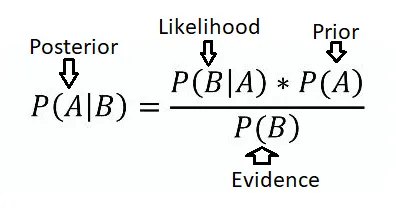 Likelihood Prior
Posterior
P(B|A) * P(A)
P(A|B) =
P(B)
Evidence